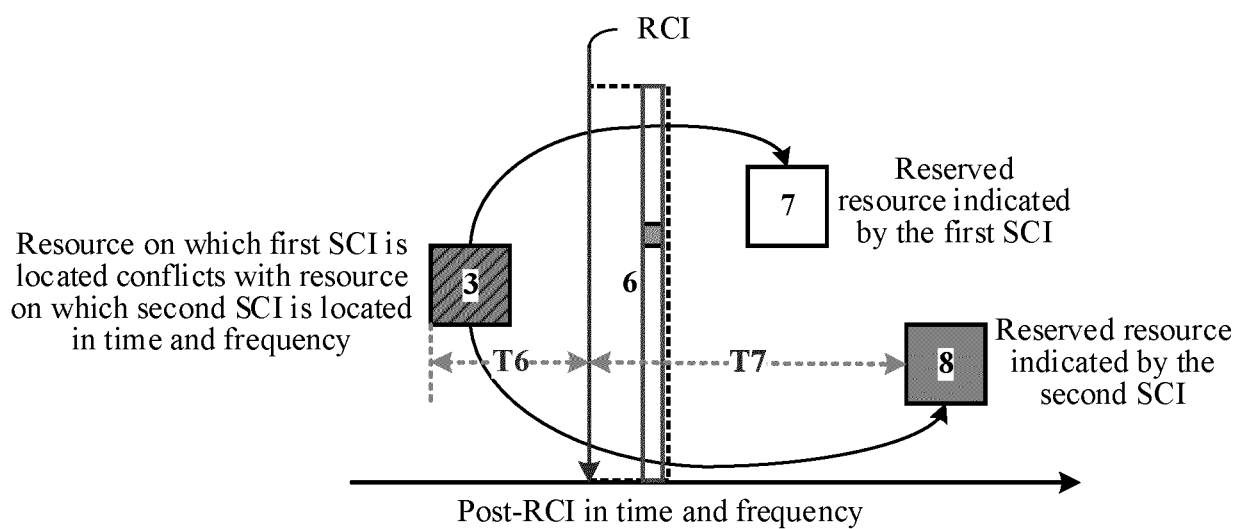 RCI
Reserved
resource indicated
by the first SCI
7
Resource on which first SCI is
located conflicts with resource
on which second SCI is located
in time and frequency
3
6
Reserved resource
indicated by the
second SCI
T6
T7
8
Post-RCI in time and frequency